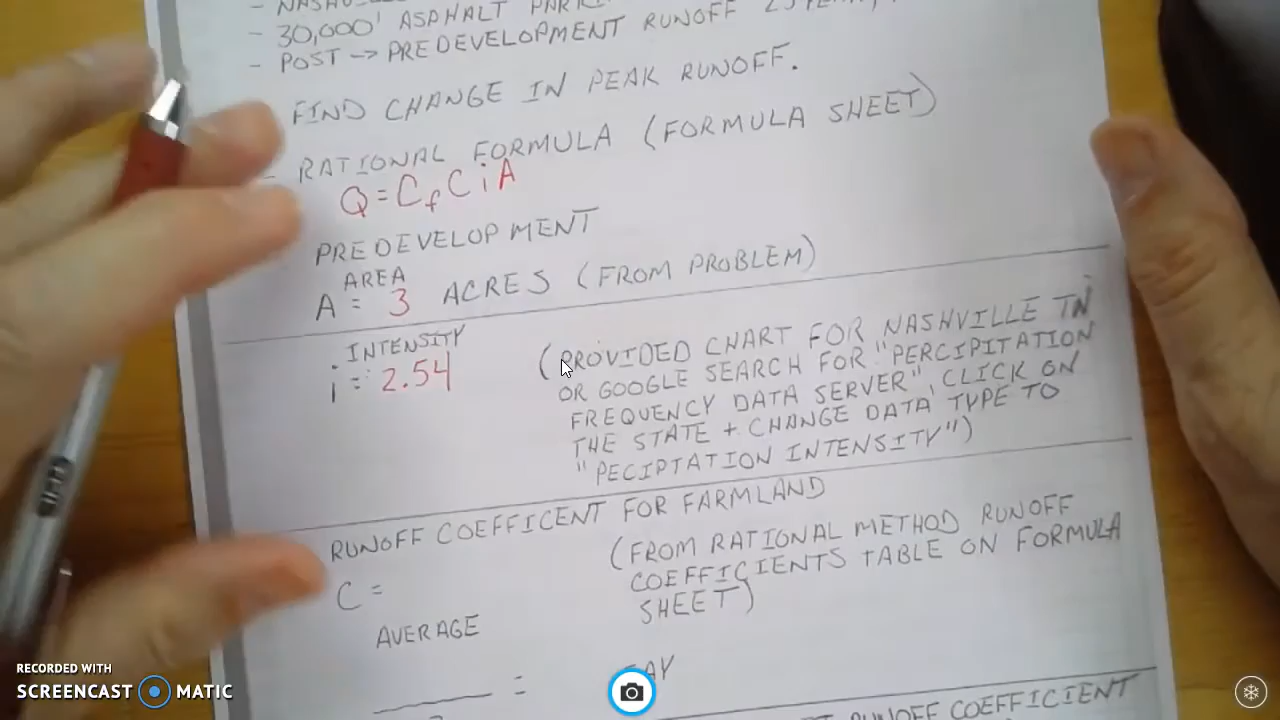 - 30,000' ASPHALT
- POST → PREDEVELOPMENT RUNOFF
FIND CHANGE IN PEAK RUNOFF.
- RATIONAL FORMULA (FORMULA SHEET)
Q = CfCiA
PREDEVELOPMENT
AREA
A = 3 ACRES (FROM PROBLEM)
INTENSITY
i = 2.54
(PROVIDED CHART FOR NASHVILLE TN
OR GOOGLE SEARCH FOR "PERCIPITATION
FREQUENCY DATA SERVER", CLICK ON
THE STATE + CHANGE DATA TYPE TO
"PECIPTATION INTENSITY")
RUNOFF COEFFICENT FOR FARMLAND
C =
(FROM RATIONAL METHOD RUNOFF
COEFFICIENTS TABLE ON FORMULA
SHEET)
AVERAGE
=
RUNOFF COEFFICIENT
RECORDED WITH
SCREENCAST MATIC